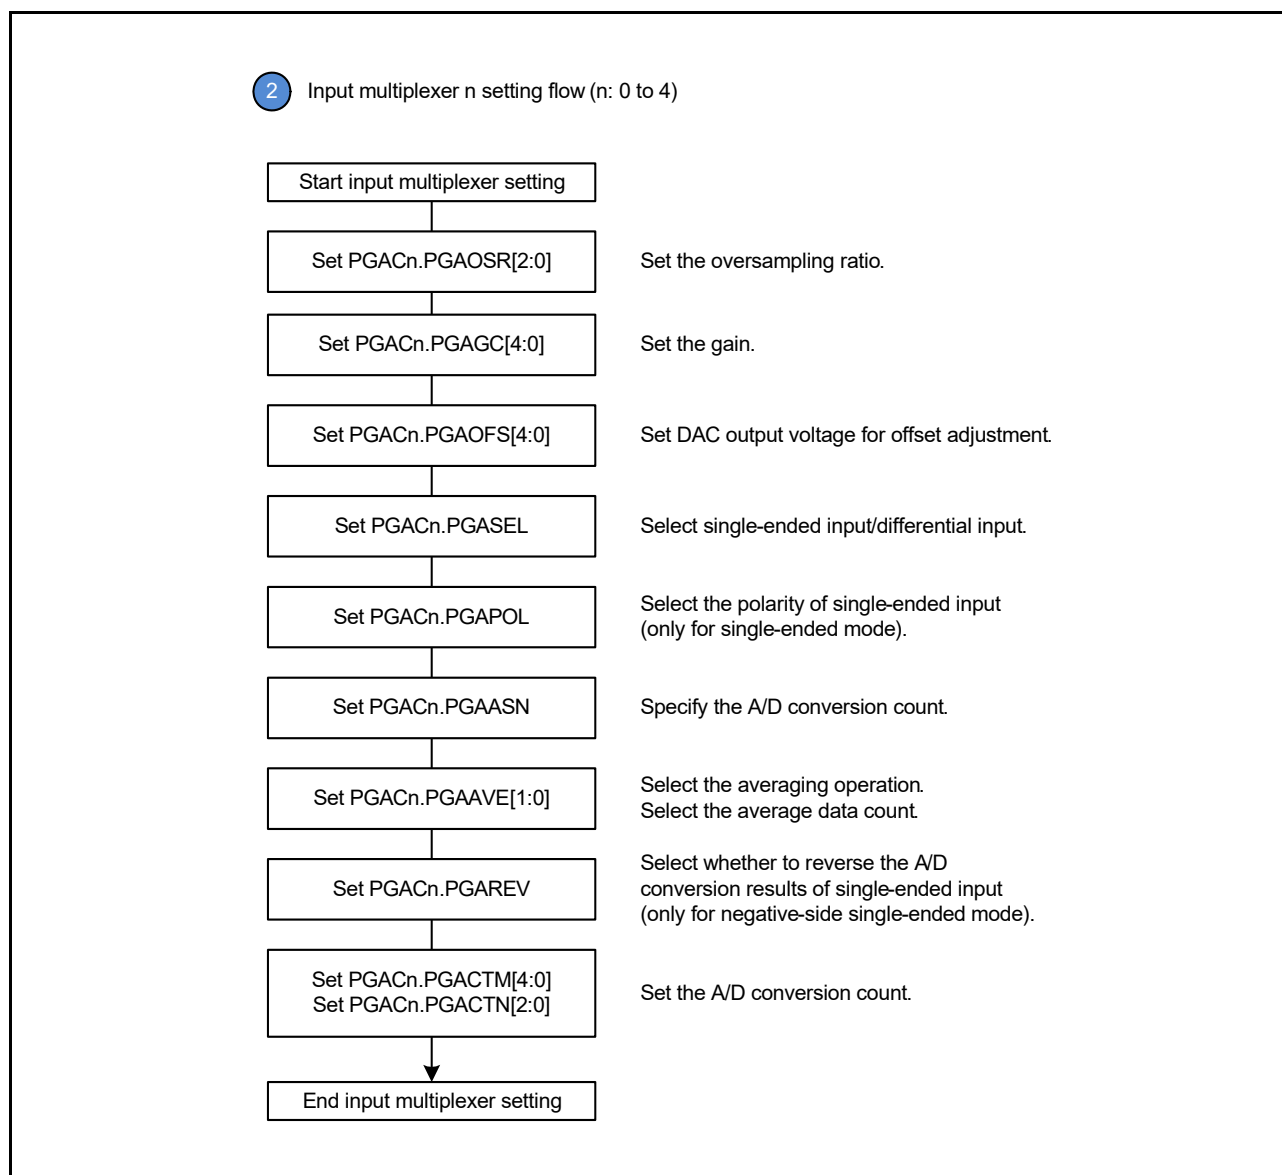 2
Input multiplexer n setting flow (n: 0 to 4)
Start input multiplexer setting
Set PGACn.PGAOSR[2:0]
Set the oversampling ratio.
Set PGACn.PGAGC[4:0]
Set the gain.
Set PGACn.PGAOFS[4:0]
Set DAC output voltage for offset adjustment.
Set PGACn.PGASEL
Select single-ended input/differential input.
Set PGACn.PGAPOL
Select the polarity of single-ended input
(only for single-ended mode).
Set PGACn.PGAASN
Specify the A/D conversion count.
Set PGACn.PGAAVE[1:0]
Select the averaging operation.
Select the average data count.
Set PGACn.PGAREV
Select whether to reverse the A/D
conversion results of single-ended input
(only for negative-side single-ended mode).
Set PGACn.PGACTM[4:0]
Set PGACn.PGACTN[2:0]
Set the A/D conversion count.
End input multiplexer setting